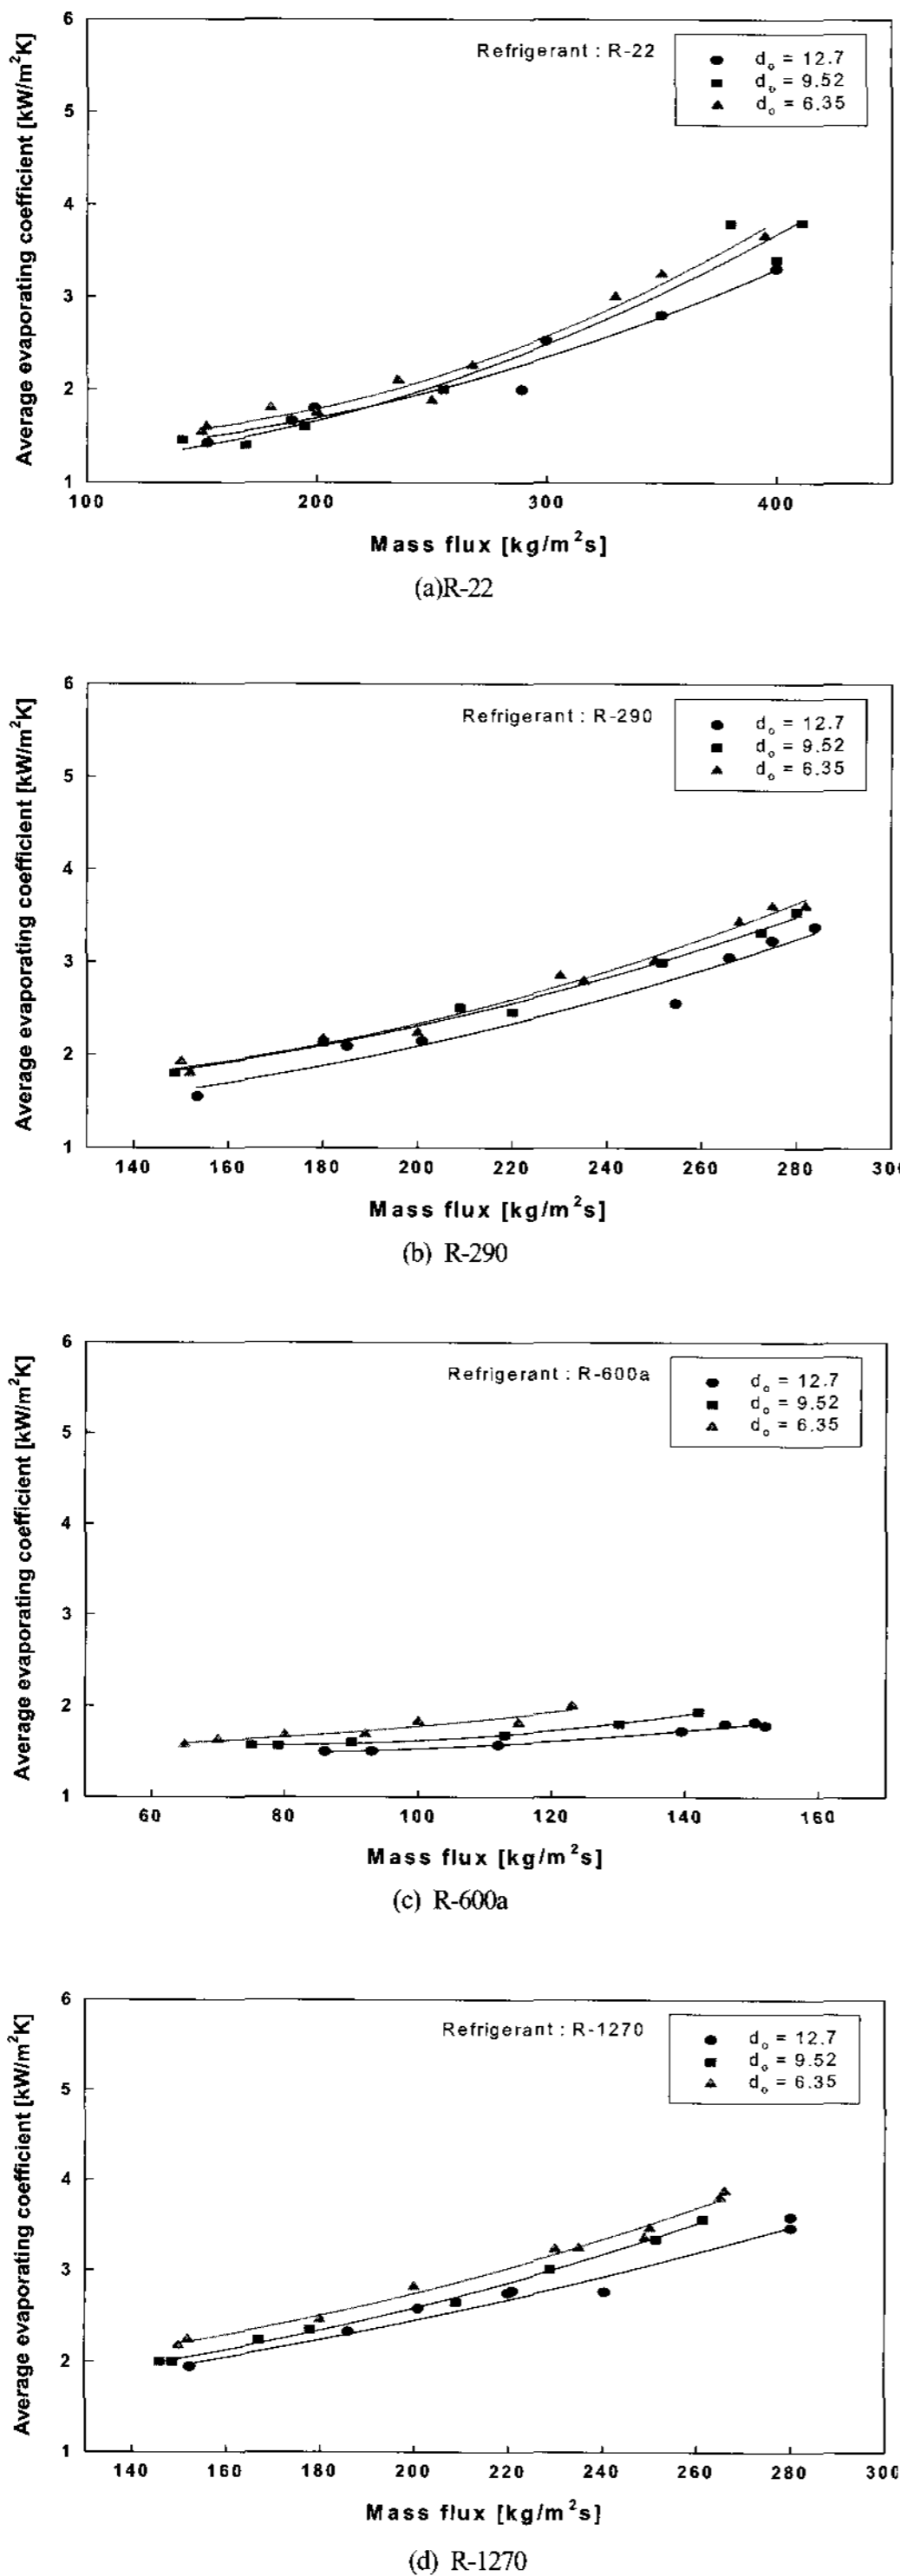 Average evaporating coefficient [kW/m²K]
6
5
4
3
2
1
Refrigerant : R-22
dₒ = 12.7
dₒ = 9.52
dₒ = 6.35
100 200 300 400
Mass flux [kg/m²s]
(a)R-22
Average evaporating coefficient [kW/m²K]
6
5
4
3
2
1
Refrigerant : R-290
dₒ = 12.7
dₒ = 9.52
dₒ = 6.35
140 160 180 200 220 240 260 280 300
Mass flux [kg/m²s]
(b) R-290
Average evaporating coefficient [kW/m²K]
6
5
4
3
2
1
Refrigerant : R-600a
dₒ = 12.7
dₒ = 9.52
dₒ = 6.35
60 80 100 120 140 160
Mass flux [kg/m²s]
(c) R-600a
Average evaporating coefficient [kW/m²K]
6
5
4
3
2
1
Refrigerant : R-1270
dₒ = 12.7
dₒ = 9.52
dₒ = 6.35
140 160 180 200 220 240 260 280 300
Mass flux [kg/m²s]
(d) R-1270